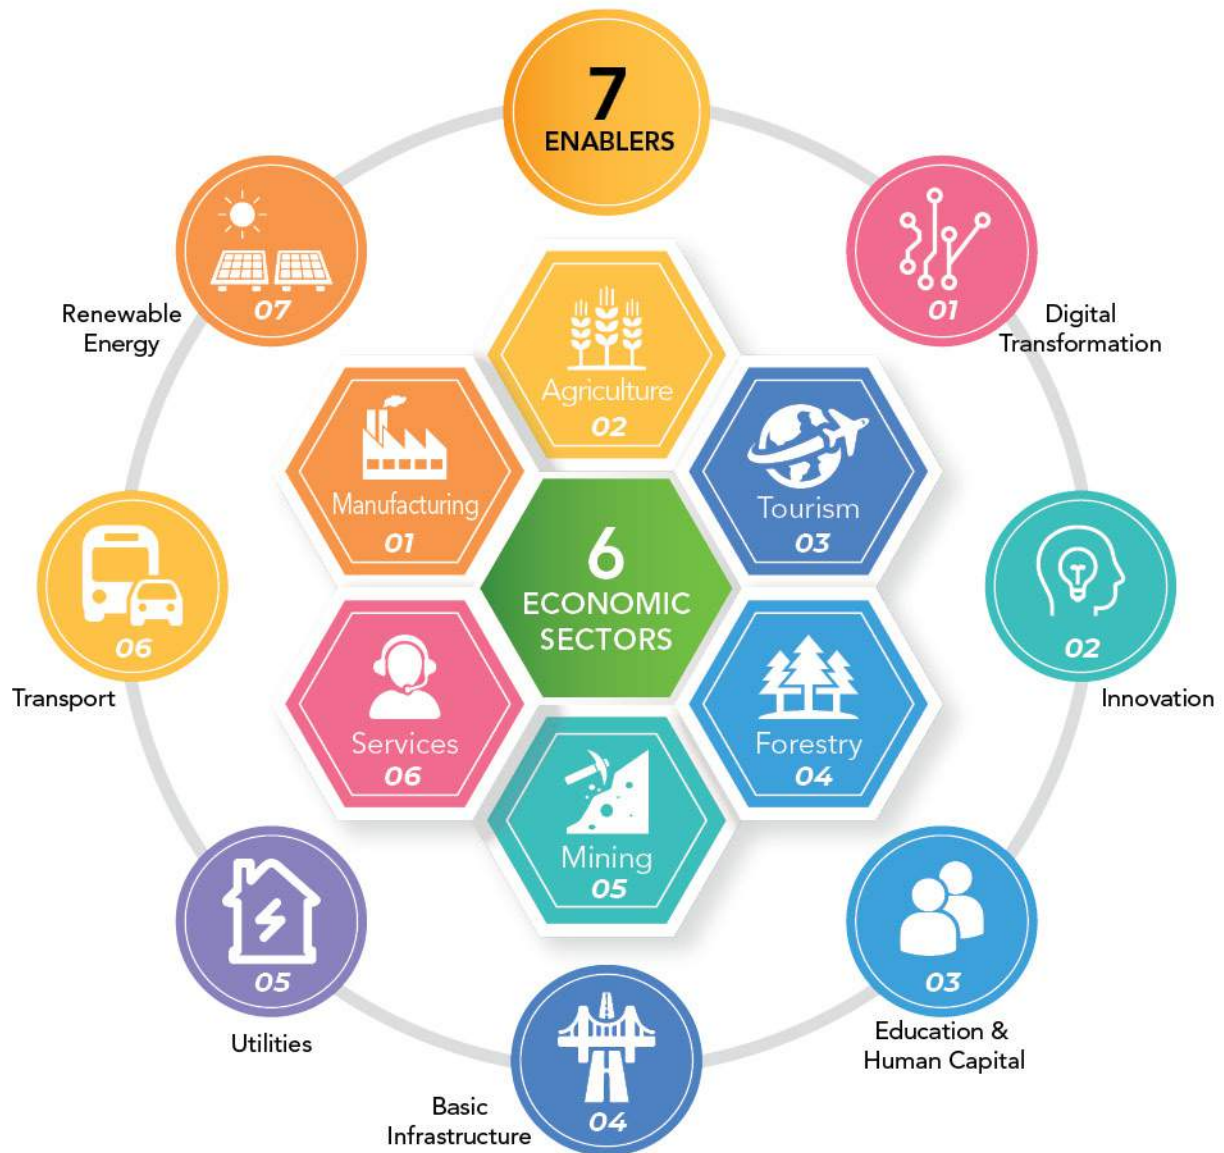 7
ENABLERS
01
Digital
Transformation
02
Innovation
03
Education &
Human Capital
04
Basic
Infrastructure
05
Utilities
06
Transport
07
Renewable
Energy
6
ECONOMIC
SECTORS
Manufacturing
01
Agriculture
02
Tourism
03
Forestry
04
Mining
05
Services
06